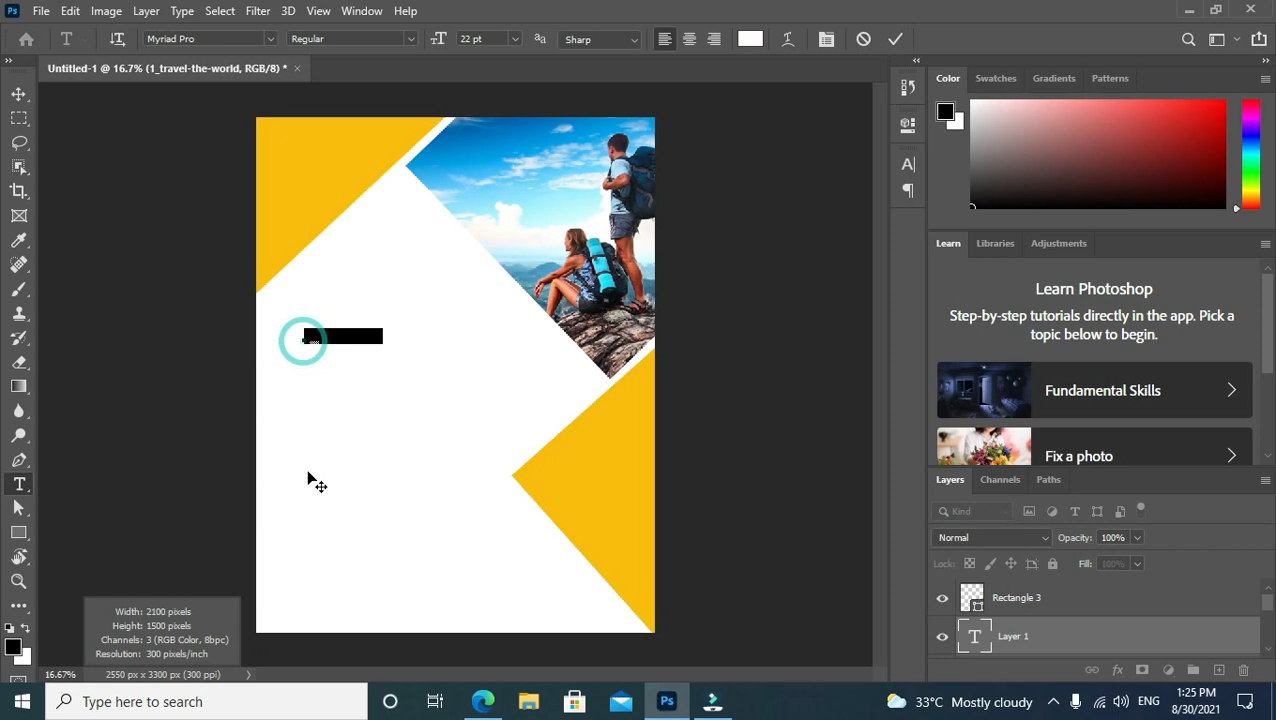 Ps File Edit Image Layer Type Select Filter 3D View Window Help
T Myriad Pro Regular 22 pt Sharp
Untitled-1 @ 16.7% (1_travel-the-world, RGB/8) * ×
Color Swatches Gradients Patterns
Learn Libraries Adjustments
Learn Photoshop
Step-by-step tutorials directly in the app. Pick a
topic below to begin.
Fundamental Skills
Fix a photo
Layers Channels Paths
Kind
Normal Opacity: 100%
Lock: Fill: 100%
Rectangle 3
T Layer 1
Width: 2100 pixels
Height: 1500 pixels
Channels: 3 (RGB Color, 8bpc)
Resolution: 300 pixels/inch
16.67% 2550 px x 3300 px (300 ppi)
Type here to search
Ps
33°C Mostly cloudy
ENG
1:25 PM
8/30/2021